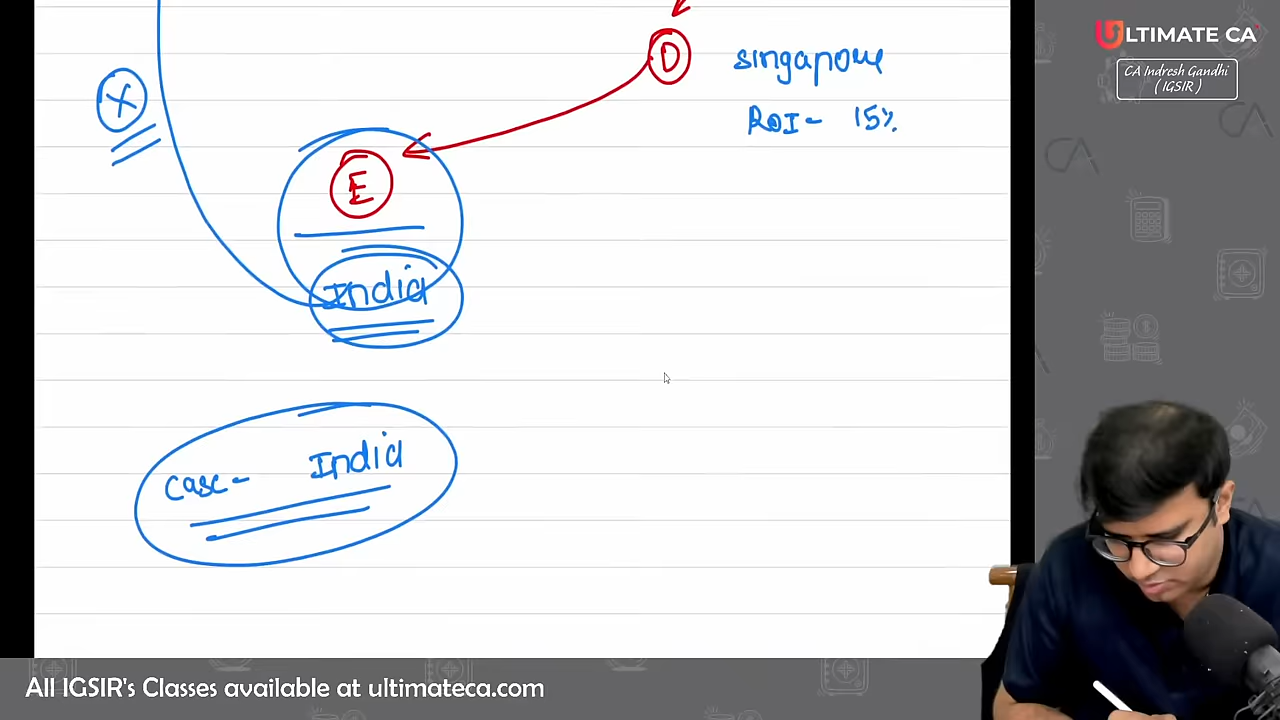 ULTIMATE CA
CA Indresh Gandhi
( IGSIR )
D
Singapore
ROI - 15%
X
E
India
Case - India
All IGSIR's Classes available at ultimateca.com